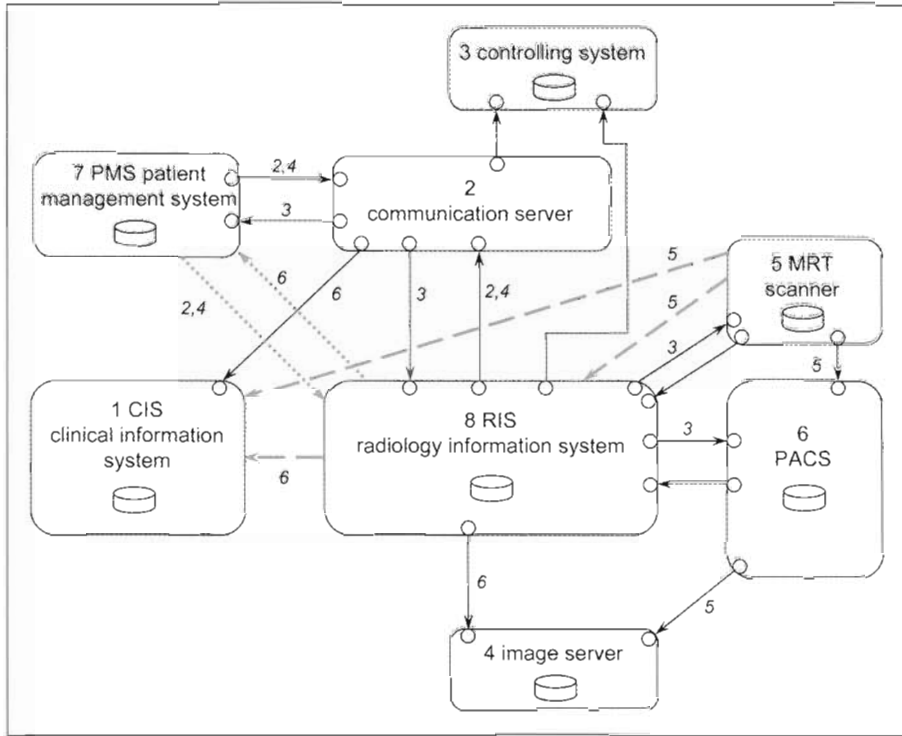 3 controlling system
7 PMS patient
management system
2,4
3
2
communication server
5
5 MRT
scanner
6
6
3
2,4
2,4
5
3
5
1 CIS
clinical information
system
8 RIS
radiology information system
3
6
PACS
6
6
5
4 image server